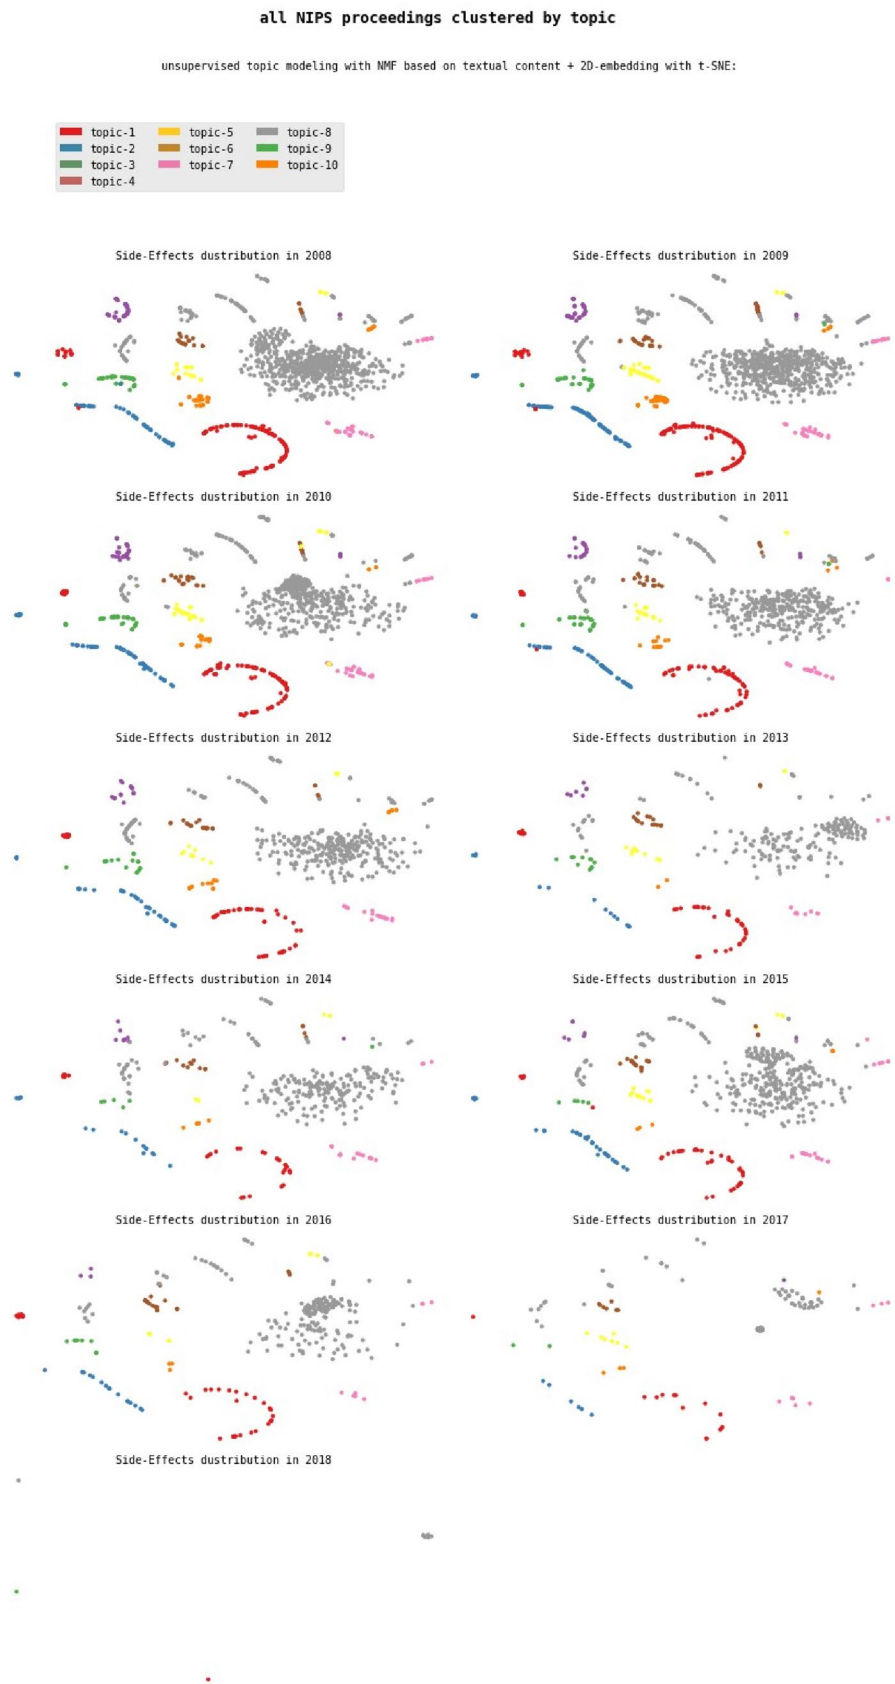 all NIPS proceedings clustered by topic
unsupervised topic modeling with NMF based on textual content + 2D-embedding with t-SNE:
topic-1 topic-5 topic-8
topic-2 topic-6 topic-9
topic-3 topic-7 topic-10
topic-4
Side-Effects dustribution in 2008 Side-Effects dustribution in 2009
Side-Effects dustribution in 2010 Side-Effects dustribution in 2011
Side-Effects dustribution in 2012 Side-Effects dustribution in 2013
Side-Effects dustribution in 2014 Side-Effects dustribution in 2015
Side-Effects dustribution in 2016 Side-Effects dustribution in 2017
Side-Effects dustribution in 2018